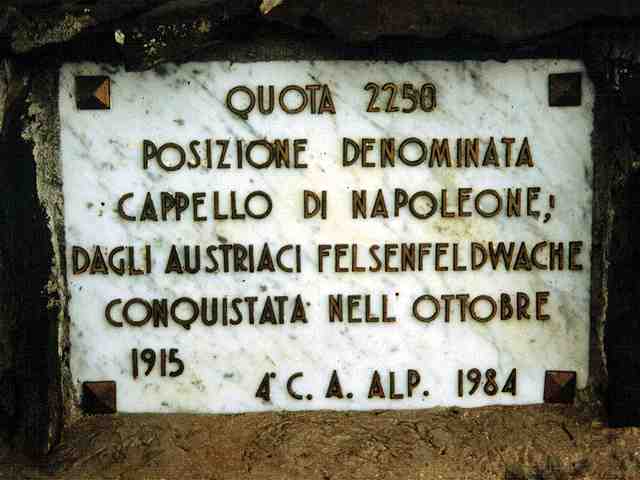 QUOTA 2250
POSIZIONE DENOMINATA
CAPPELLO DI NAPOLEONE,
DAGLI AUSTRIACI FELSENFELDWACHE
CONQUISTATA NELL' OTTOBRE
1915
4° C. A. ALP. 1984